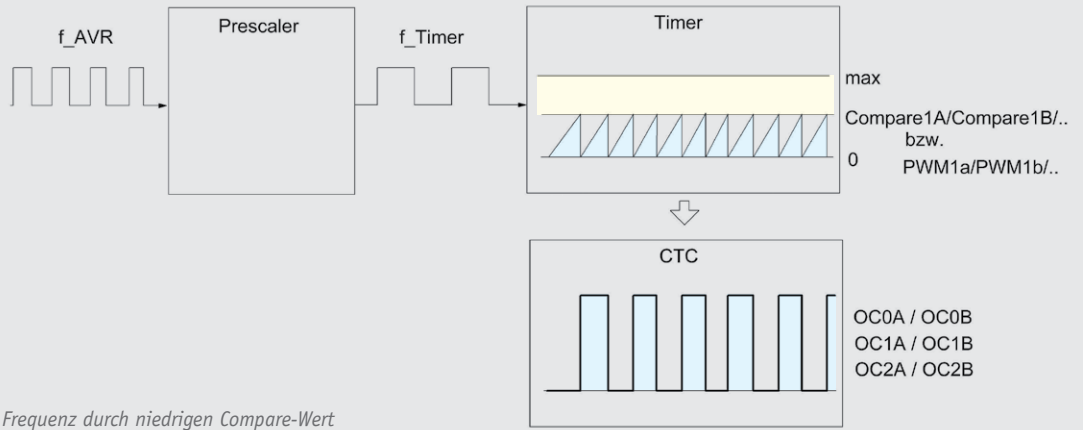 f_AVR
Prescaler
f_Timer
Timer
max
Compare1A/Compare1B/..
bzw.
0
PWM1a/PWM1b/..
CTC
OC0A / OC0B
OC1A / OC1B
OC2A / OC2B
Frequenz durch niedrigen Compare-Wert